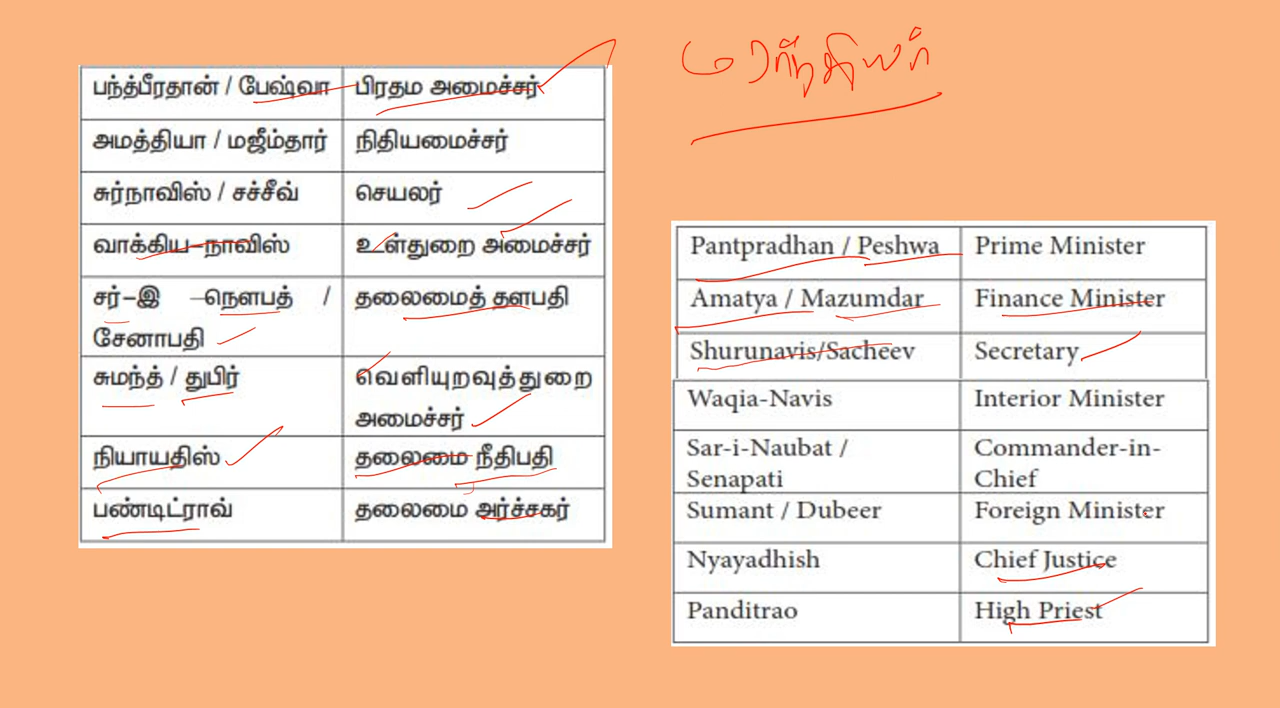 மராத்தியர்
பந்த்பிரதான் / பேஷ்வா பிரதம அமைச்சர்
அமத்தியா / மஜீம்தார் நிதியமைச்சர்
சுர்நாவிஸ் / சச்சீவ் செயலர்
வாக்கிய-நாவிஸ் உள்துறை அமைச்சர்
சர்-இ -நௌபத் / தலைமைத் தளபதி
சேனாபதி
சுமந்த் / துபிர் வெளியுறவுத்துறை
அமைச்சர்
நியாயதிஸ் தலைமை நீதிபதி
பண்டிட்ராவ் தலைமை அர்ச்சகர்
Pantpradhan / Peshwa Prime Minister
Amatya / Mazumdar Finance Minister
Shurunavis/Sacheev Secretary
Waqia-Navis Interior Minister
Sar-i-Naubat / Commander-in-
Senapati Chief
Sumant / Dubeer Foreign Minister
Nyayadhish Chief Justice
Panditrao High Priest